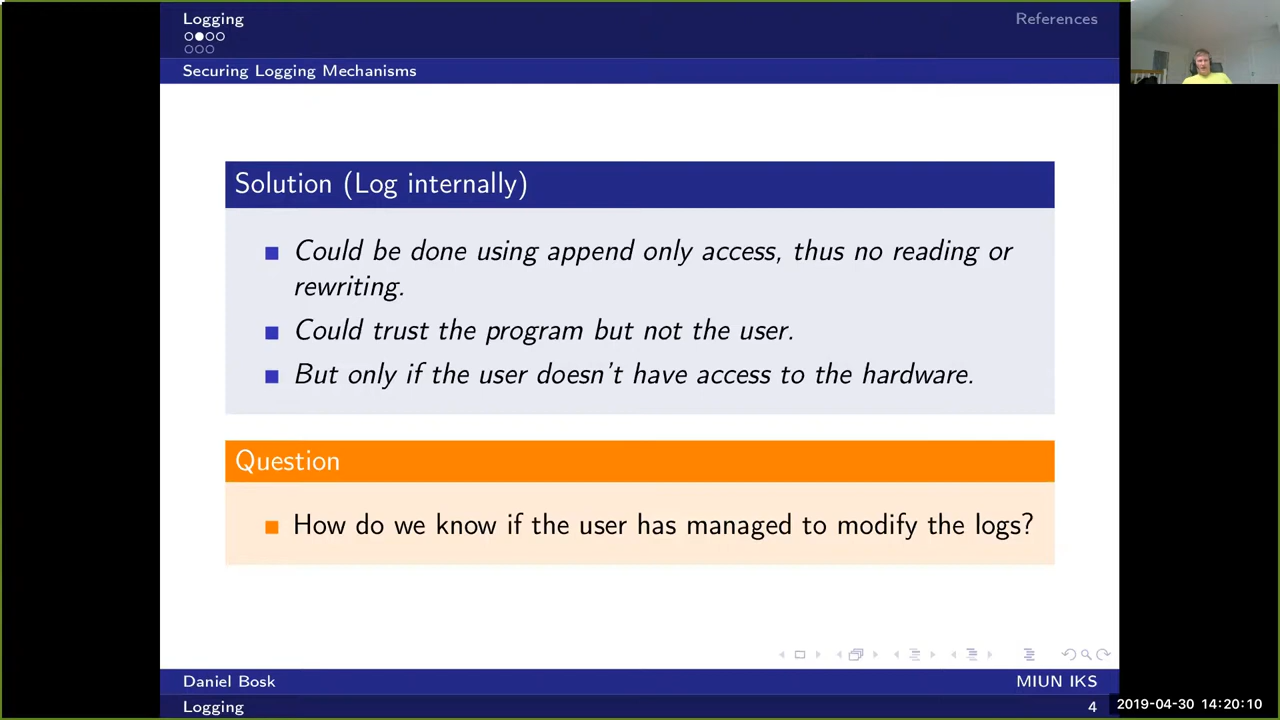 Logging
References
Securing Logging Mechanisms
Solution (Log internally)
Could be done using append only access, thus no reading or
rewriting.
Could trust the program but not the user.
But only if the user doesn't have access to the hardware.
Question
How do we know if the user has managed to modify the logs?
Daniel Bosk
MIUN IKS
Logging
4
2019-04-30 14:20:10